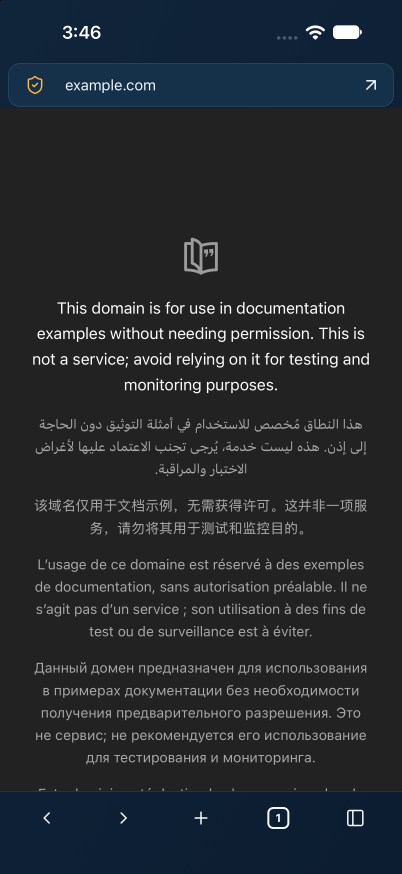 3:46
example.com
This domain is for use in documentation
examples without needing permission. This is
not a service; avoid relying on it for testing and
monitoring purposes.
هذا النطاق مُخصص للاستخدام في أمثلة التوثيق دون الحاجة
إلى إذن. هذه ليست خدمة، يُرجى تجنب الاعتماد عليها لأغراض
الاختبار والمراقبة.
该域名仅用于文档示例，无需获得许可。这并非一项服
务，请勿将其用于测试和监控目的。
L’usage de ce domaine est réservé à des exemples
de documentation, sans autorisation préalable. Il ne
s’agit pas d’un service ; son utilisation à des fins de
test ou de surveillance est à éviter.
Данный домен предназначен для использования
в примерах документации без необходимости
получения предварительного разрешения. Это
не сервис; не рекомендуется его использование
для тестирования и мониторинга.
1